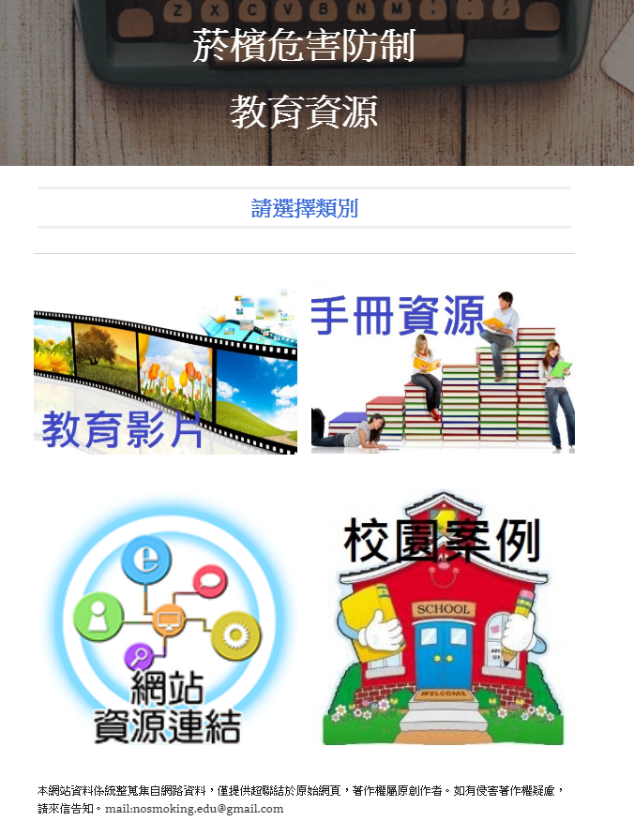 Z X C V B N M
菸檳危害防制
教育資源
請選擇類別
教育影片
手冊資源
網站
資源連結
校園案例
SCHOOL
ABC
WELCOME
本網站資料係統整蒐集自網路資料，僅提供超聯結於原始網頁，著作權屬原創作者。如有侵害著作權疑慮，
請來信告知。mail:nosmoking.edu@gmail.com